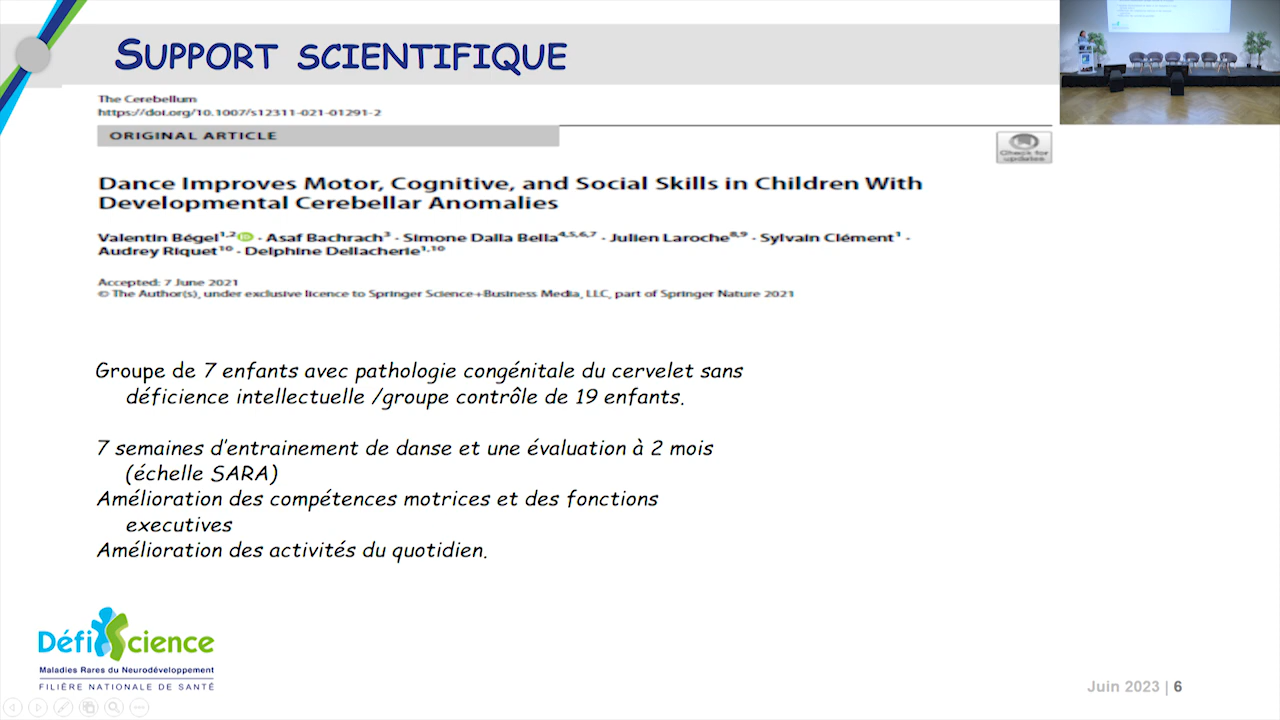 SUPPORT SCIENTIFIQUE
The Cerebellum
https://doi.org/10.1007/s12311-021-01291-2
ORIGINAL ARTICLE
Check for
updates
Dance Improves Motor, Cognitive, and Social Skills in Children With
Developmental Cerebellar Anomalies
Valentin Bégel1,2 · Asaf Bachrach3 · Simone Dalla Bella4,5,6,7 · Julien Laroche8,9 · Sylvain Clément1 ·
Audrey Riquet10 · Delphine Dellacherie1,10
Accepted: 7 June 2021
© The Author(s), under exclusive licence to Springer Science+Business Media, LLC, part of Springer Nature 2021
Groupe de 7 enfants avec pathologie congénitale du cervelet sans
déficience intellectuelle /groupe contrôle de 19 enfants.
7 semaines d'entrainement de danse et une évaluation à 2 mois
(échelle SARA)
Amélioration des compétences motrices et des fonctions
executives
Amélioration des activités du quotidien.
DéfiScience
Maladies Rares du Neurodéveloppement
FILIÈRE NATIONALE DE SANTÉ
Juin 2023 | 6